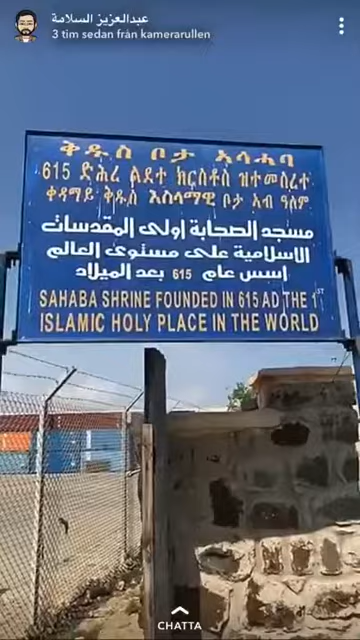 عبدالعزيز السلامة
3 tim sedan från kamerarullen
ቅዱስ ቦታ ኣላሓባ
615 ድሕረ ልደተ ክርስቶስ ዝተመስረተ
ቀዳማይ ቅዱስ እስላማዊ ቦታ ኣብ ዓለም
مسجد الصحابة اولى المقدسات
الاسلامية على مستوى العالم
اسس عام 615 بعد الميلاد
SAHABA SHRINE FOUNDED IN 615 AD THE 1ST
ISLAMIC HOLY PLACE IN THE WORLD
CHATTA